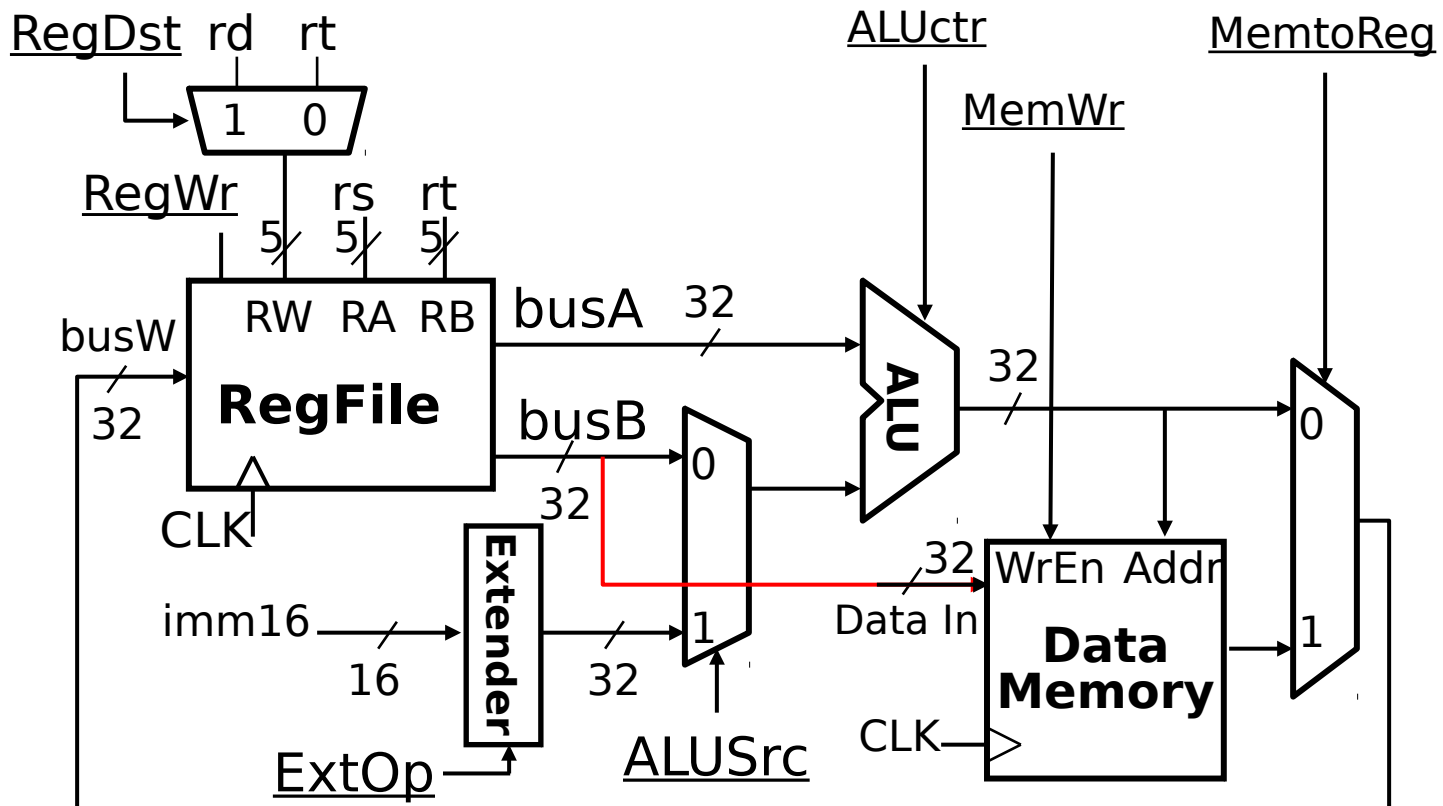 RegDst rd rt
ALUctr
MemtoReg
1 0
MemWr
RegWr rs rt
5 5 5
RW RA RB
busA 32
busW
32
RegFile
32
busB
0
ALU
0
32
CLK
Extender
32
WrEn Addr
imm16
16
32
1
Data In
Data
Memory
1
CLK
ExtOp
ALUSrc